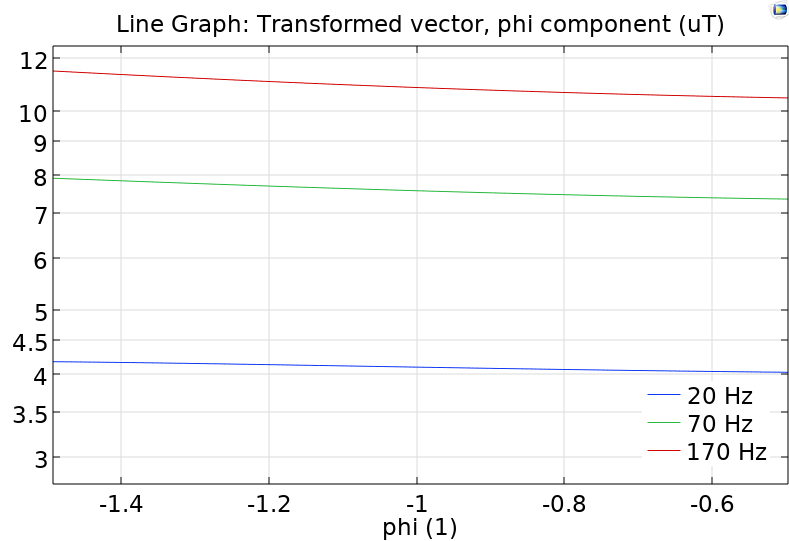 Line Graph: Transformed vector, phi component (uT)
12
10
9
8
7
6
5
4.5
4
3.5
3
20 Hz
70 Hz
170 Hz
-1.4 -1.2 -1 -0.8 -0.6
phi (1)